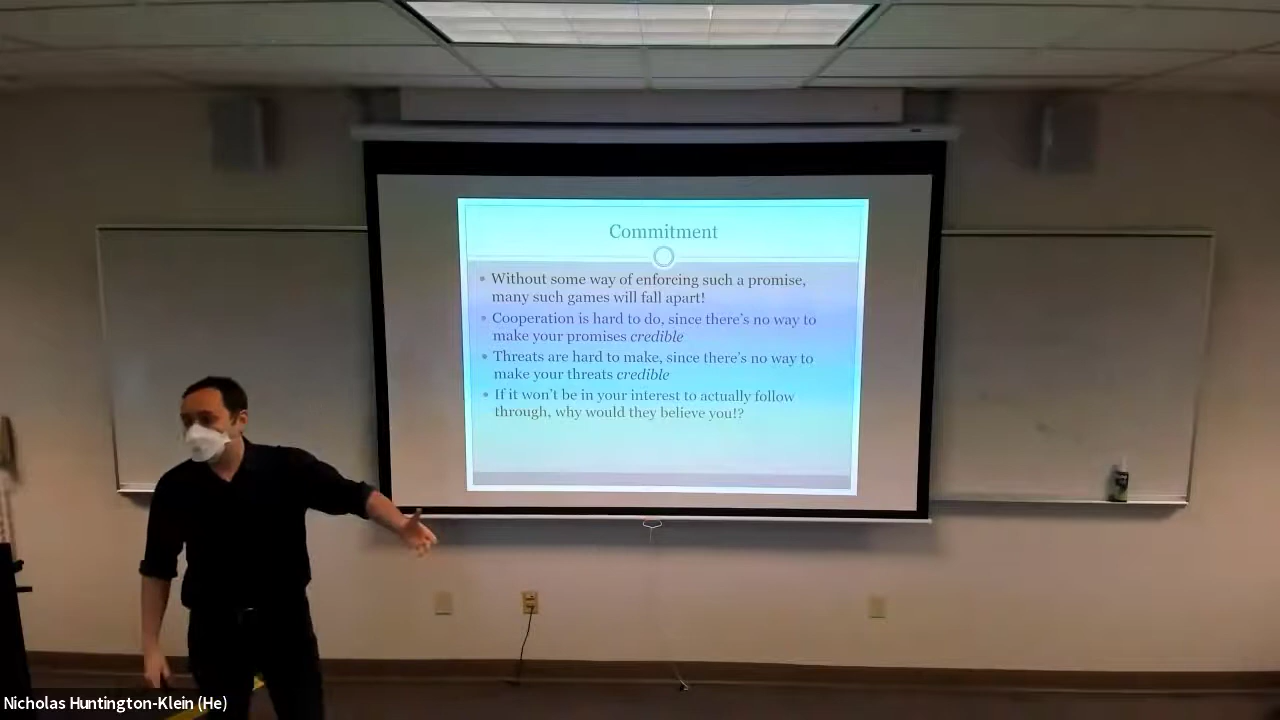 Commitment
Without some way of enforcing such a promise,
many such games will fall apart!
Cooperation is hard to do, since there's no way to
make your promises credible
Threats are hard to make, since there's no way to
make your threats credible
If it won't be in your interest to actually follow
through, why would they believe you!?
Nicholas Huntington-Klein (He)